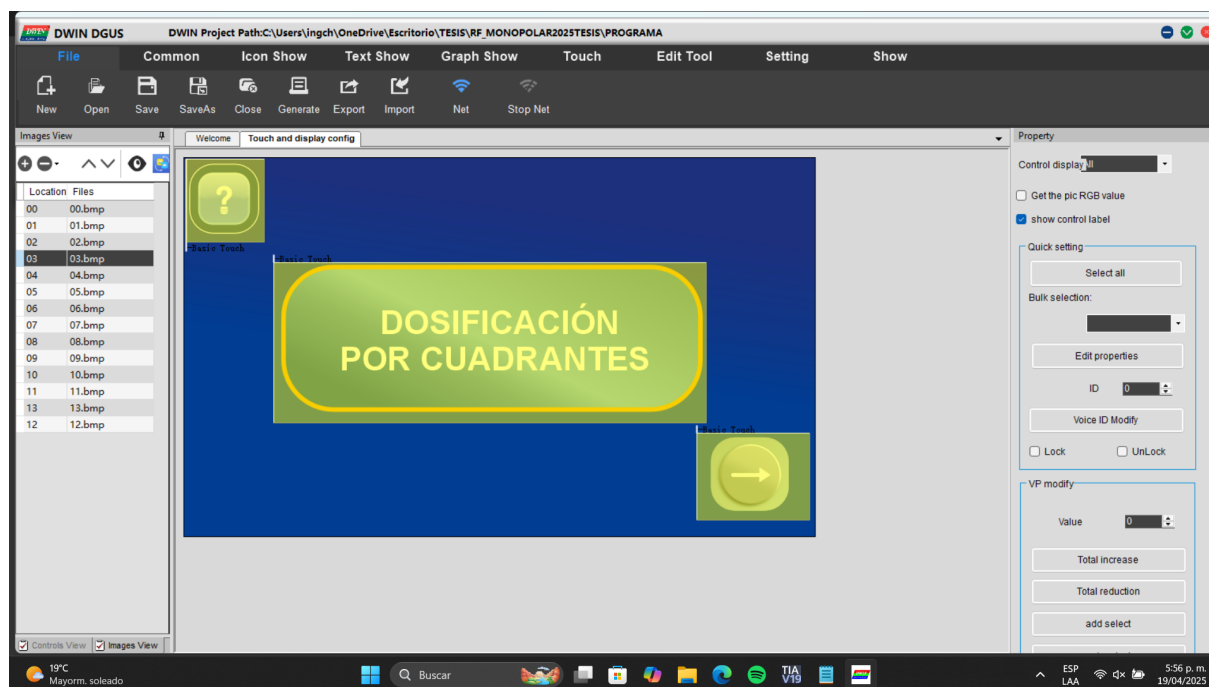 DWIN DGUS DWIN Project Path:C:\Users\ingch\OneDrive\Escritorio\TESIS\RF_MONOPOLAR2025TESIS\PROGRAMA
File Common Icon Show Text Show Graph Show Touch Edit Tool Setting Show
New Open Save SaveAs Close Generate Export Import Net Stop Net
Images View
Location Files
00 00.bmp
01 01.bmp
02 02.bmp
03 03.bmp
04 04.bmp
05 05.bmp
06 06.bmp
07 07.bmp
08 08.bmp
09 09.bmp
10 10.bmp
11 11.bmp
13 13.bmp
12 12.bmp
Controls View Images View
Welcome Touch and display config
?
Basic Touch
Basic Touch
DOSIFICACIÓN
POR CUADRANTES
Basic Touch
Property
Control display All
Get the pic RGB value
show control label
Quick setting
Select all
Bulk selection:
Edit properties
ID 0
Voice ID Modify
Lock UnLock
VP modify
Value 0
Total increase
Total reduction
add select
19°C
Mayorm. soleado
Buscar
TIA
V19
ESP
LAA
5:56 p. m.
19/04/2025